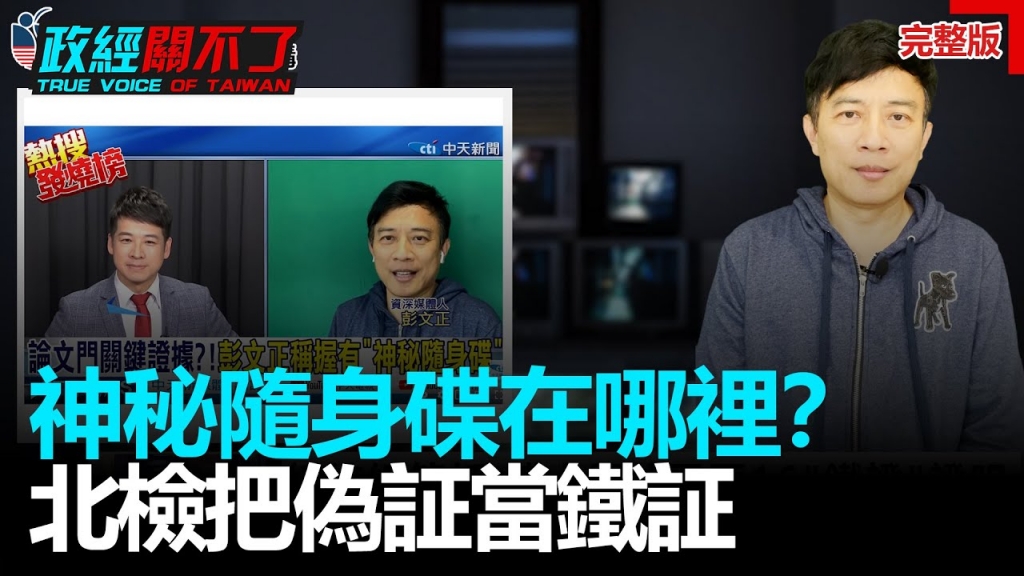 政經關不了
TRUE VOICE OF TAIWAN
完整版
cti 中天新聞
熱搜
發燒榜
資深媒體人
彭文正
論文門關鍵證據?!彭文正稱握有"神秘隨身碟"
神秘隨身碟在哪裡?
北檢把偽証當鐵証